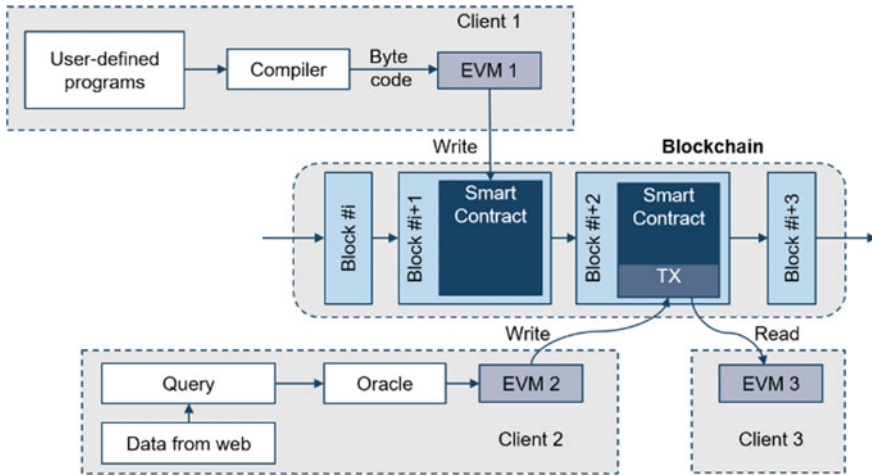 Client 1
User-defined
programs
Compiler
Byte
code
EVM 1
Write
Blockchain
Block #i
Block #i+1
Smart
Contract
Block #i+2
Smart
Contract
TX
Block #i+3
Write
Read
Query
Oracle
EVM 2
EVM 3
Data from web
Client 2
Client 3